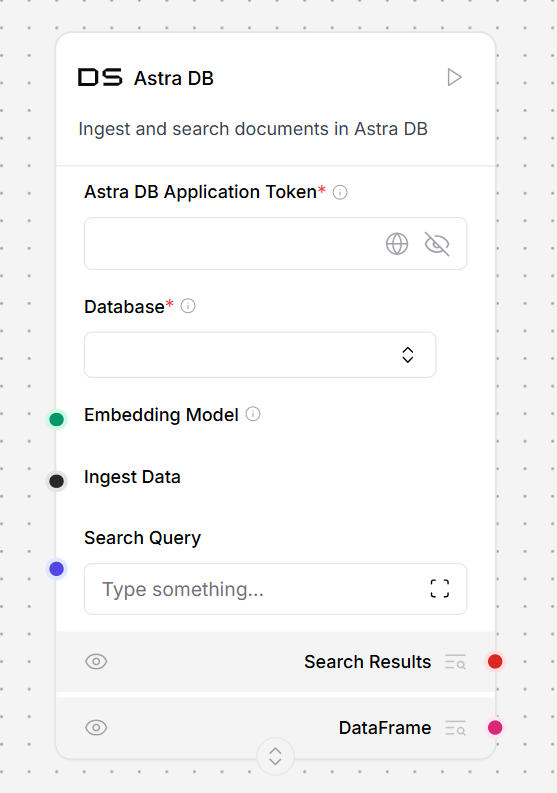 DS Astra DB
Ingest and search documents in Astra DB
Astra DB Application Token*
Database*
Embedding Model
Ingest Data
Search Query
Type something...
Search Results
DataFrame